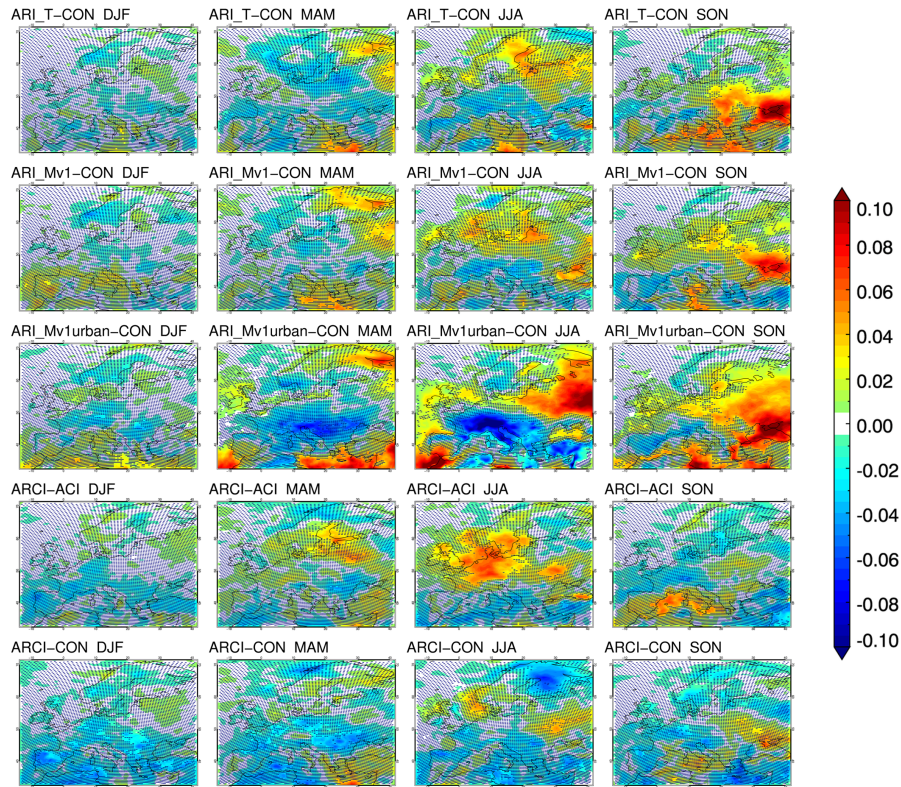 ARI_T-CON DJF
ARI_T-CON MAM
ARI_T-CON JJA
ARI_T-CON SON
ARI_Mv1-CON DJF
ARI_Mv1-CON MAM
ARI_Mv1-CON JJA
ARI_Mv1-CON SON
ARI_Mv1urban-CON DJF
ARI_Mv1urban-CON MAM
ARI_Mv1urban-CON JJA
ARI_Mv1urban-CON SON
ARCI-ACI DJF
ARCI-ACI MAM
ARCI-ACI JJA
ARCI-ACI SON
ARCI-CON DJF
ARCI-CON MAM
ARCI-CON JJA
ARCI-CON SON
0.10
0.08
0.06
0.04
0.02
0.00
-0.02
-0.04
-0.06
-0.08
-0.10